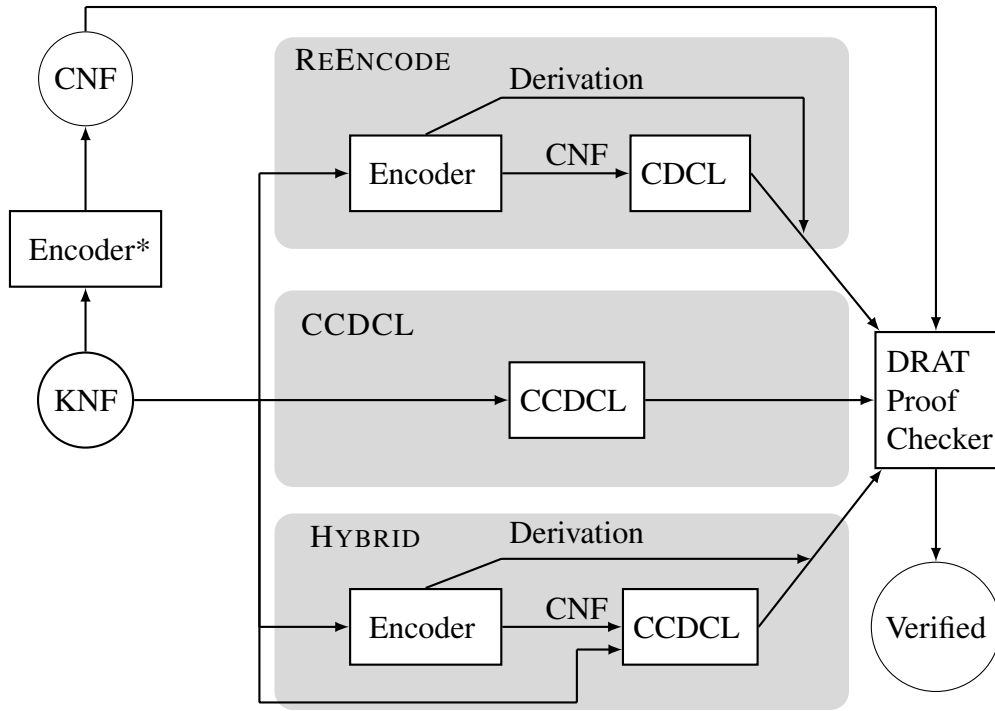 CNF
Encoder*
KNF
REENCODE
Derivation
Encoder
CNF
CDCL
CCDCL
CCDCL
HYBRID
Derivation
Encoder
CNF
CCDCL
DRAT
Proof
Checker
Verified